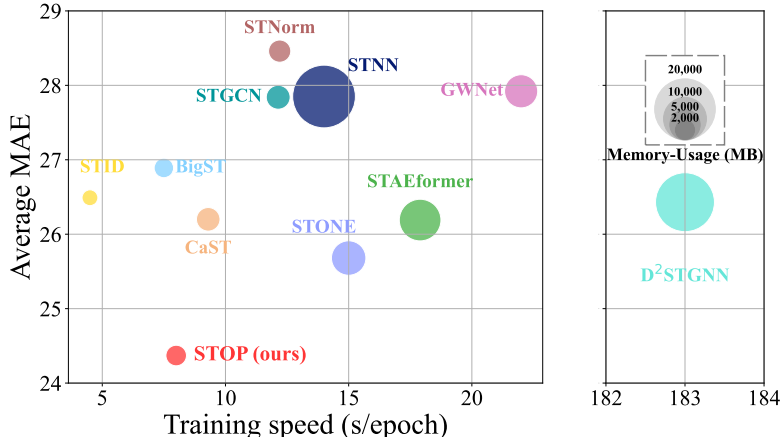 29
28
27
26
25
24
Average MAE
STNorm
STNN
STGCN
GWNet
STID
BigST
STAEformer
CaST
STONE
STOP (ours)
5
10
15
20
Training speed (s/epoch)
20,000
10,000
5,000
2,000
Memory-Usage (MB)
D²STGNN
182
183
184